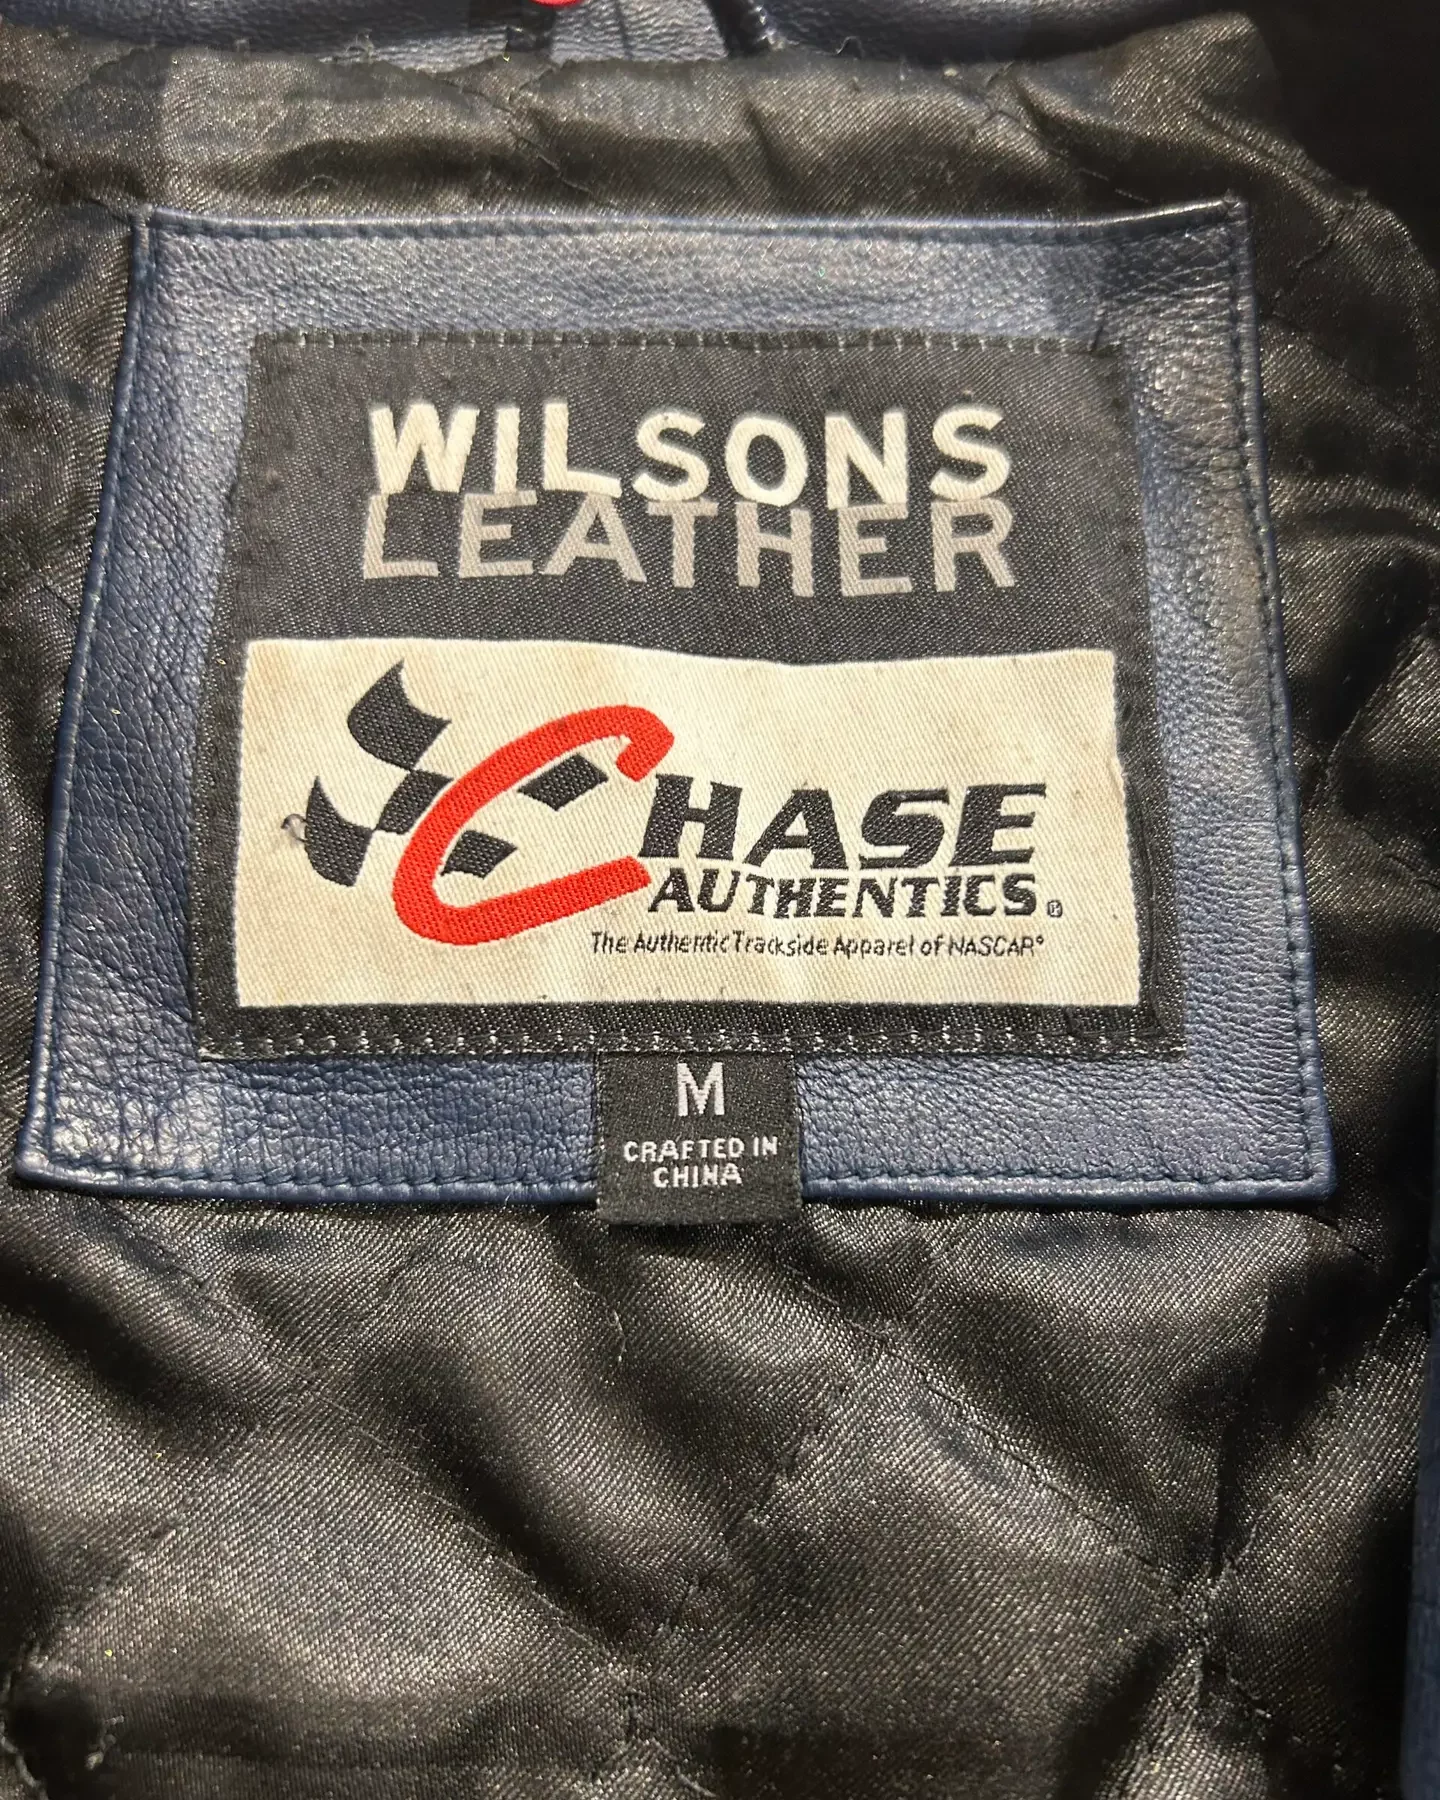 WILSONS
LEATHER
CHASE
AUTHENTICS®
The Authentic Trackside Apparel of NASCAR®
M
CRAFTED IN
CHINA